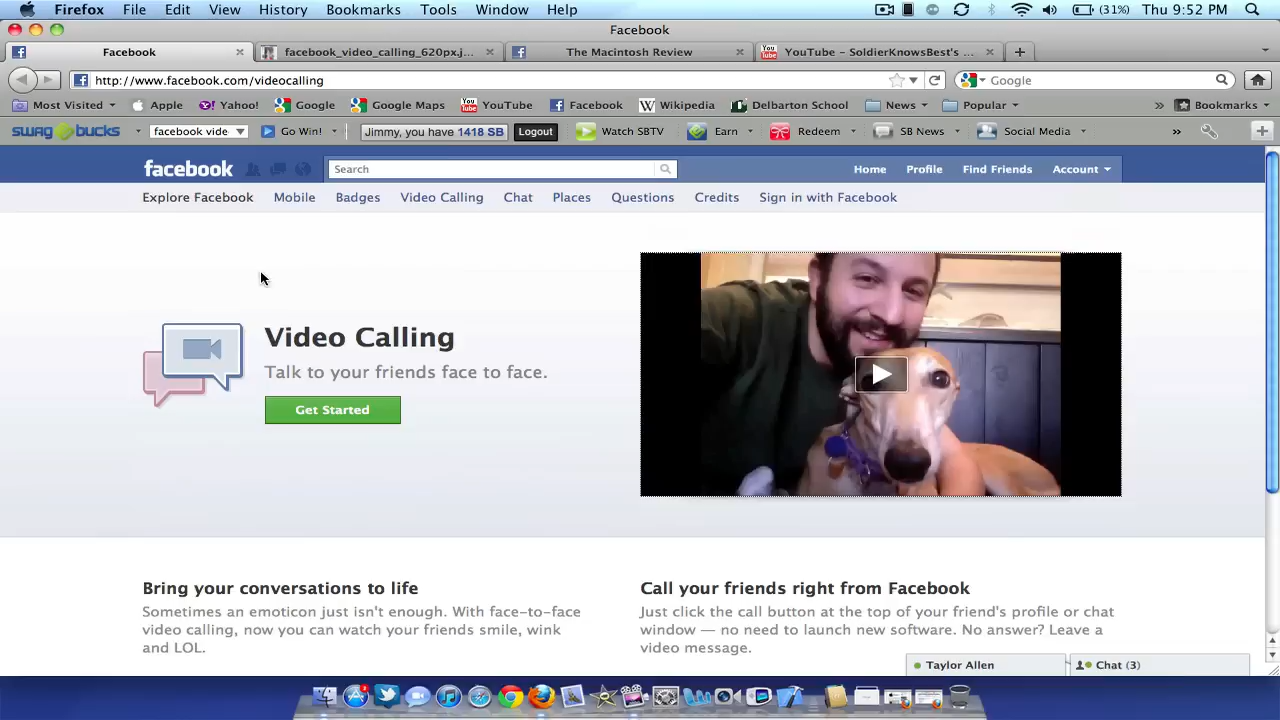 Firefox File Edit View History Bookmarks Tools Window Help (31%) Thu 9:52 PM
Facebook
Facebook facebook_video_calling_620px.j... The Macintosh Review YouTube - SoldierKnowsBest's ...
http://www.facebook.com/videocalling Google
Most Visited Apple Yahoo! Google Google Maps YouTube Facebook Wikipedia Delbarton School News Popular » Bookmarks
swagbucks facebook vide Go Win! Jimmy, you have 1418 SB Logout Watch SBTV Earn Redeem SB News Social Media »
facebook Search Home Profile Find Friends Account
Explore Facebook Mobile Badges Video Calling Chat Places Questions Credits Sign in with Facebook
Video Calling
Talk to your friends face to face.
Get Started
Bring your conversations to life
Sometimes an emoticon just isn't enough. With face-to-face
video calling, now you can watch your friends smile, wink
and LOL.
Call your friends right from Facebook
Just click the call button at the top of your friend's profile or chat
window — no need to launch new software. No answer? Leave a
video message.
Taylor Allen Chat (3)